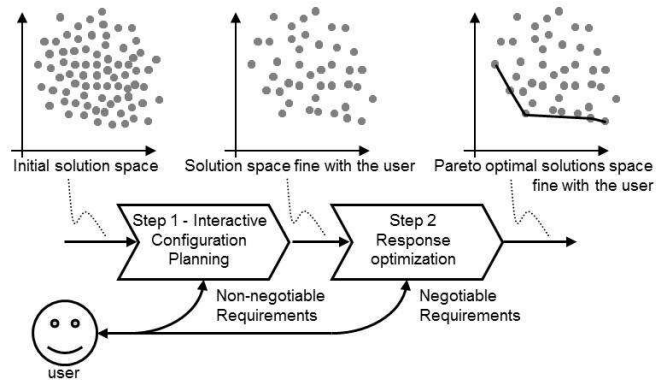 Initial solution space
Solution space fine with the user
Pareto optimal solutions space
fine with the user
Step 1 - Interactive
Configuration
Planning
Step 2
Response
optimization
Non-negotiable
Requirements
Negotiable
Requirements
user